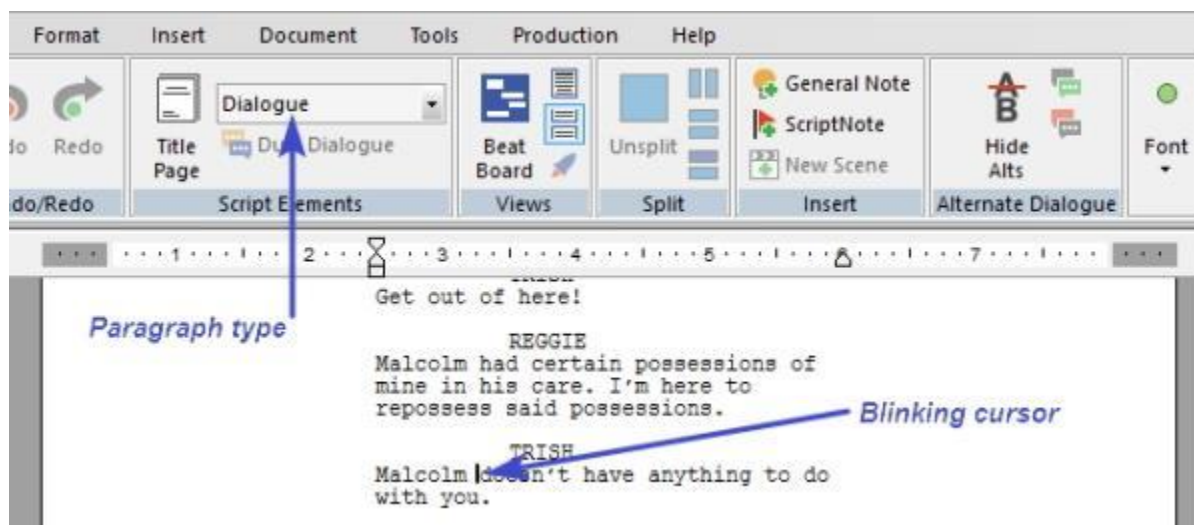 Format Insert Document Tools Production Help
Dialogue
Redo
Title
Page
Dialogue
Beat
Board
Unsplit
General Note
ScriptNote
New Scene
A
B
Hide
Alts
Font
do/Redo Script Elements Views Split Insert Alternate Dialogue
1 2 3 4 5 6 7
Get out of here!
Paragraph type
REGGIE
Malcolm had certain possessions of
mine in his care. I'm here to
repossess said possessions.
Blinking cursor
TRISH
Malcolm doesn't have anything to do
with you.